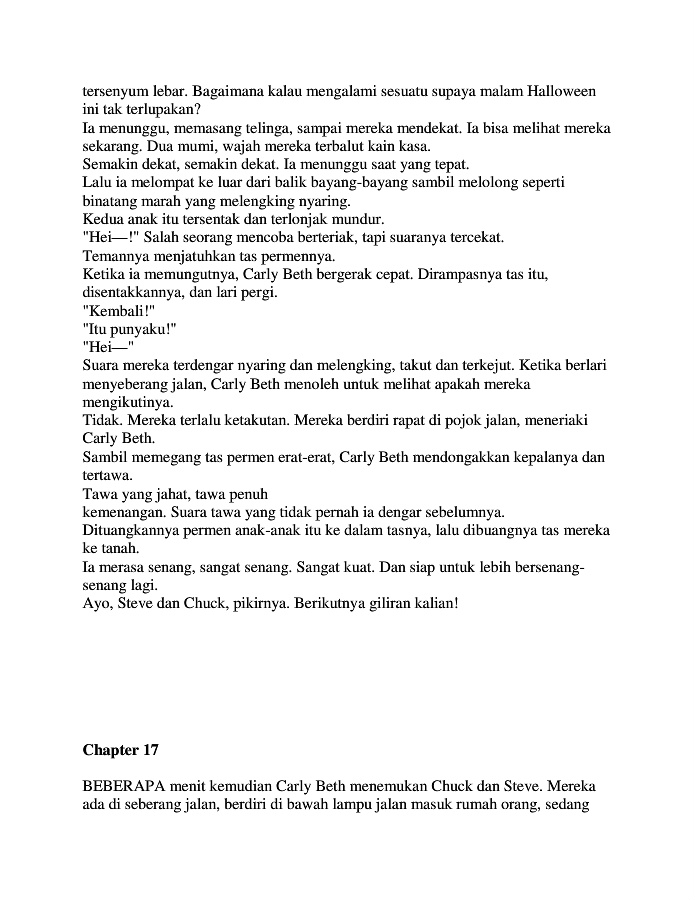 tersenyum lebar. Bagaimana kalau mengalami sesuatu supaya malam Halloween
ini tak terlupakan?
Ia menunggu, memasang telinga, sampai mereka mendekat. Ia bisa melihat mereka
sekarang. Dua mumi, wajah mereka terbalut kain kasa.
Semakin dekat, semakin dekat. Ia menunggu saat yang tepat.
Lalu ia melompat ke luar dari balik bayang-bayang sambil melolong seperti
binatang marah yang melengking nyaring.
Kedua anak itu tersentak dan terlonjak mundur.
"Hei—!" Salah seorang mencoba berteriak, tapi suaranya tercekat.
Temannya menjatuhkan tas permennya.
Ketika ia memungutnya, Carly Beth bergerak cepat. Dirampasnya tas itu,
disentakkannya, dan lari pergi.
"Kembali!"
"Itu punyaku!"
"Hei—"
Suara mereka terdengar nyaring dan melengking, takut dan terkejut. Ketika berlari
menyeberang jalan, Carly Beth menoleh untuk melihat apakah mereka
mengikutinya.
Tidak. Mereka terlalu ketakutan. Mereka berdiri rapat di pojok jalan, meneriaki
Carly Beth.
Sambil memegang tas permen erat-erat, Carly Beth mendongakkan kepalanya dan
tertawa.
Tawa yang jahat, tawa penuh
kemenangan. Suara tawa yang tidak pernah ia dengar sebelumnya.
Dituangkannya permen anak-anak itu ke dalam tasnya, lalu dibuangnya tas mereka
ke tanah.
Ia merasa senang, sangat senang. Sangat kuat. Dan siap untuk lebih bersenang-
senang lagi.
Ayo, Steve dan Chuck, pikirnya. Berikutnya giliran kalian!
Chapter 17
BEBERAPA menit kemudian Carly Beth menemukan Chuck dan Steve. Mereka
ada di seberang jalan, berdiri di bawah lampu jalan masuk rumah orang, sedang